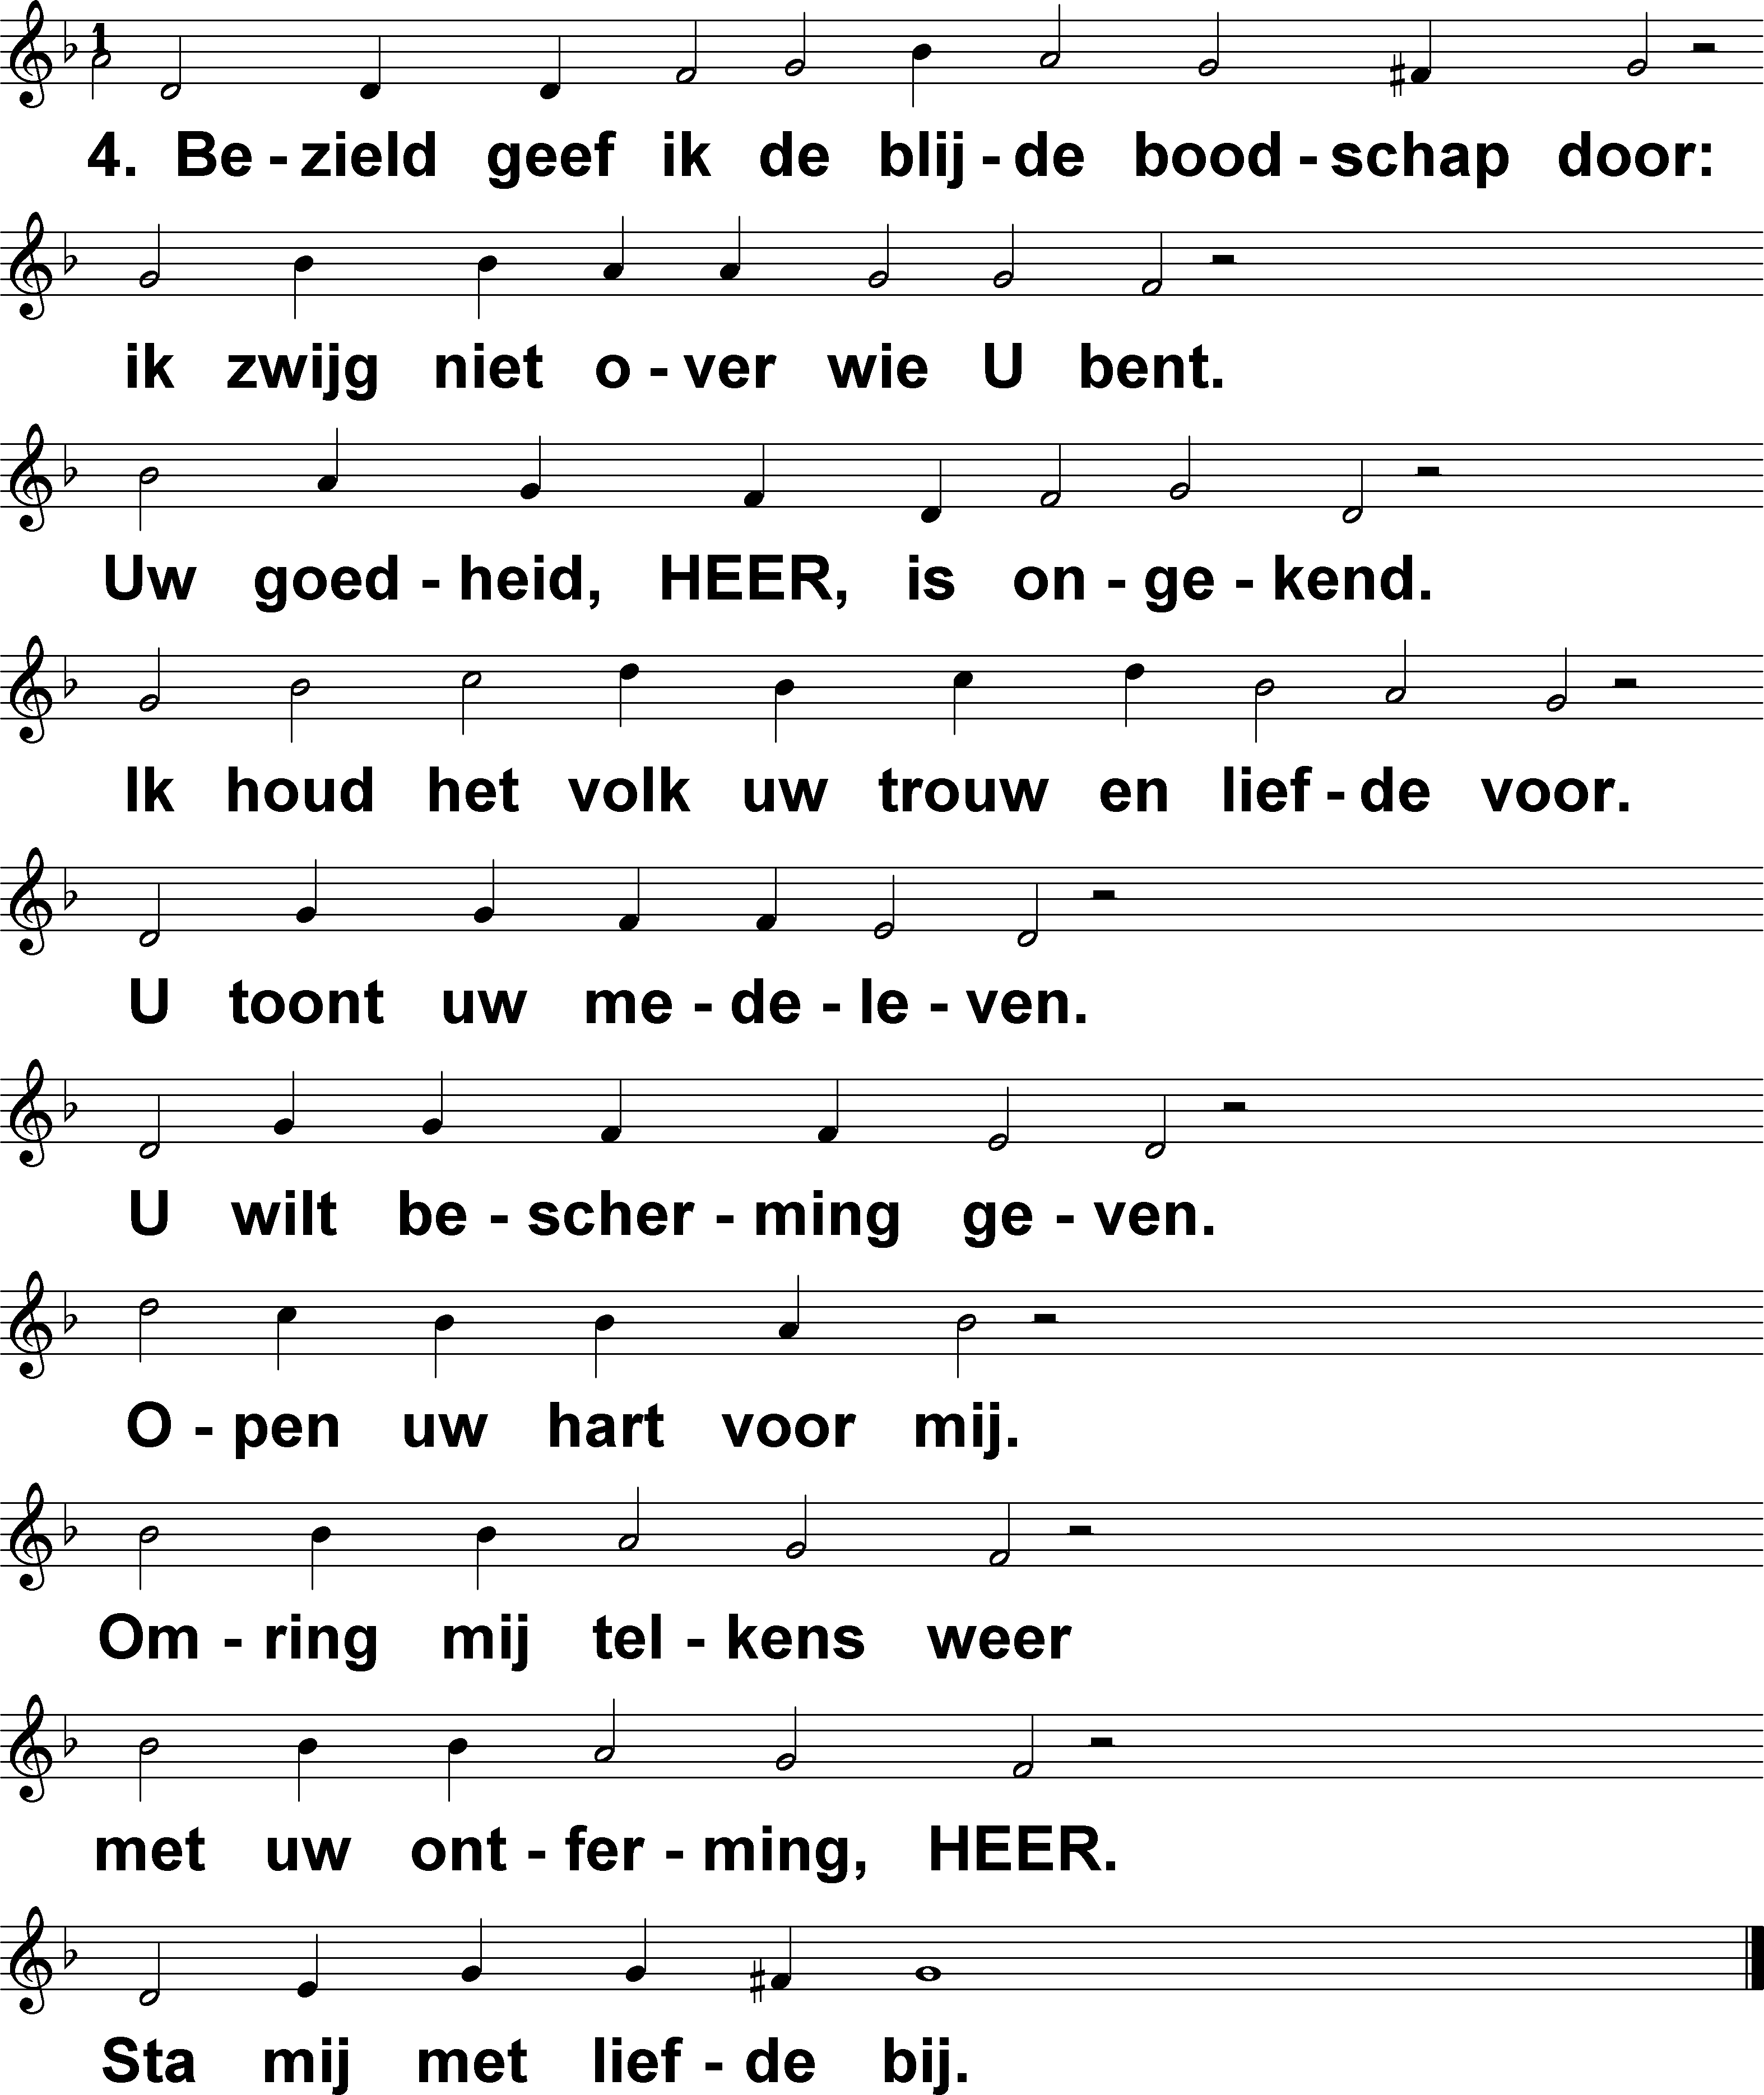 1
4. Be - zield geef ik de blij - de bood - schap door:
ik zwijg niet o - ver wie U bent.
Uw goed - heid, HEER, is on - ge - kend.
Ik houd het volk uw trouw en lief - de voor.
U toont uw me - de - le - ven.
U wilt be - scher - ming ge - ven.
O - pen uw hart voor mij.
Om - ring mij tel - kens weer
met uw ont - fer - ming, HEER.
Sta mij met lief - de bij.